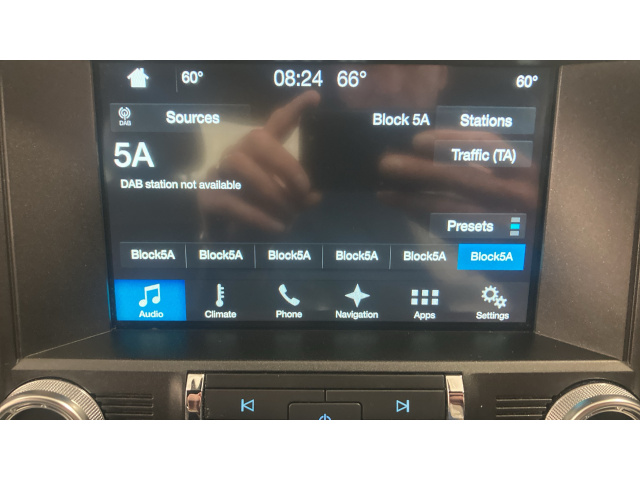 60° 08:24 66° 60°
DAB Sources Block 5A Stations
5A Traffic (TA)
DAB station not available
Presets
Block5A Block5A Block5A Block5A Block5A Block5A
Audio Climate Phone Navigation Apps Settings